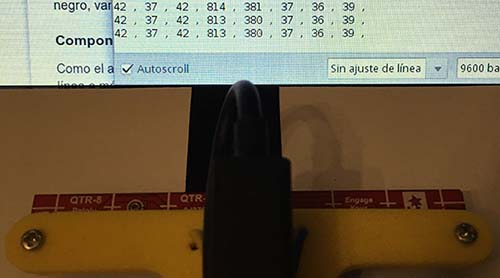 negro, var
42 , 37 , 42 , 814 , 381 , 37 , 36 , 39 ,
42 , 37 , 42 , 813 , 380 , 37 , 36 , 39 ,
42 , 37 , 42 , 813 , 380 , 37 , 36 , 39 ,
Compon
Como el a
Autoscroll
Sin ajuste de línea
9600 ba
QTR-8
QTR-
Engage